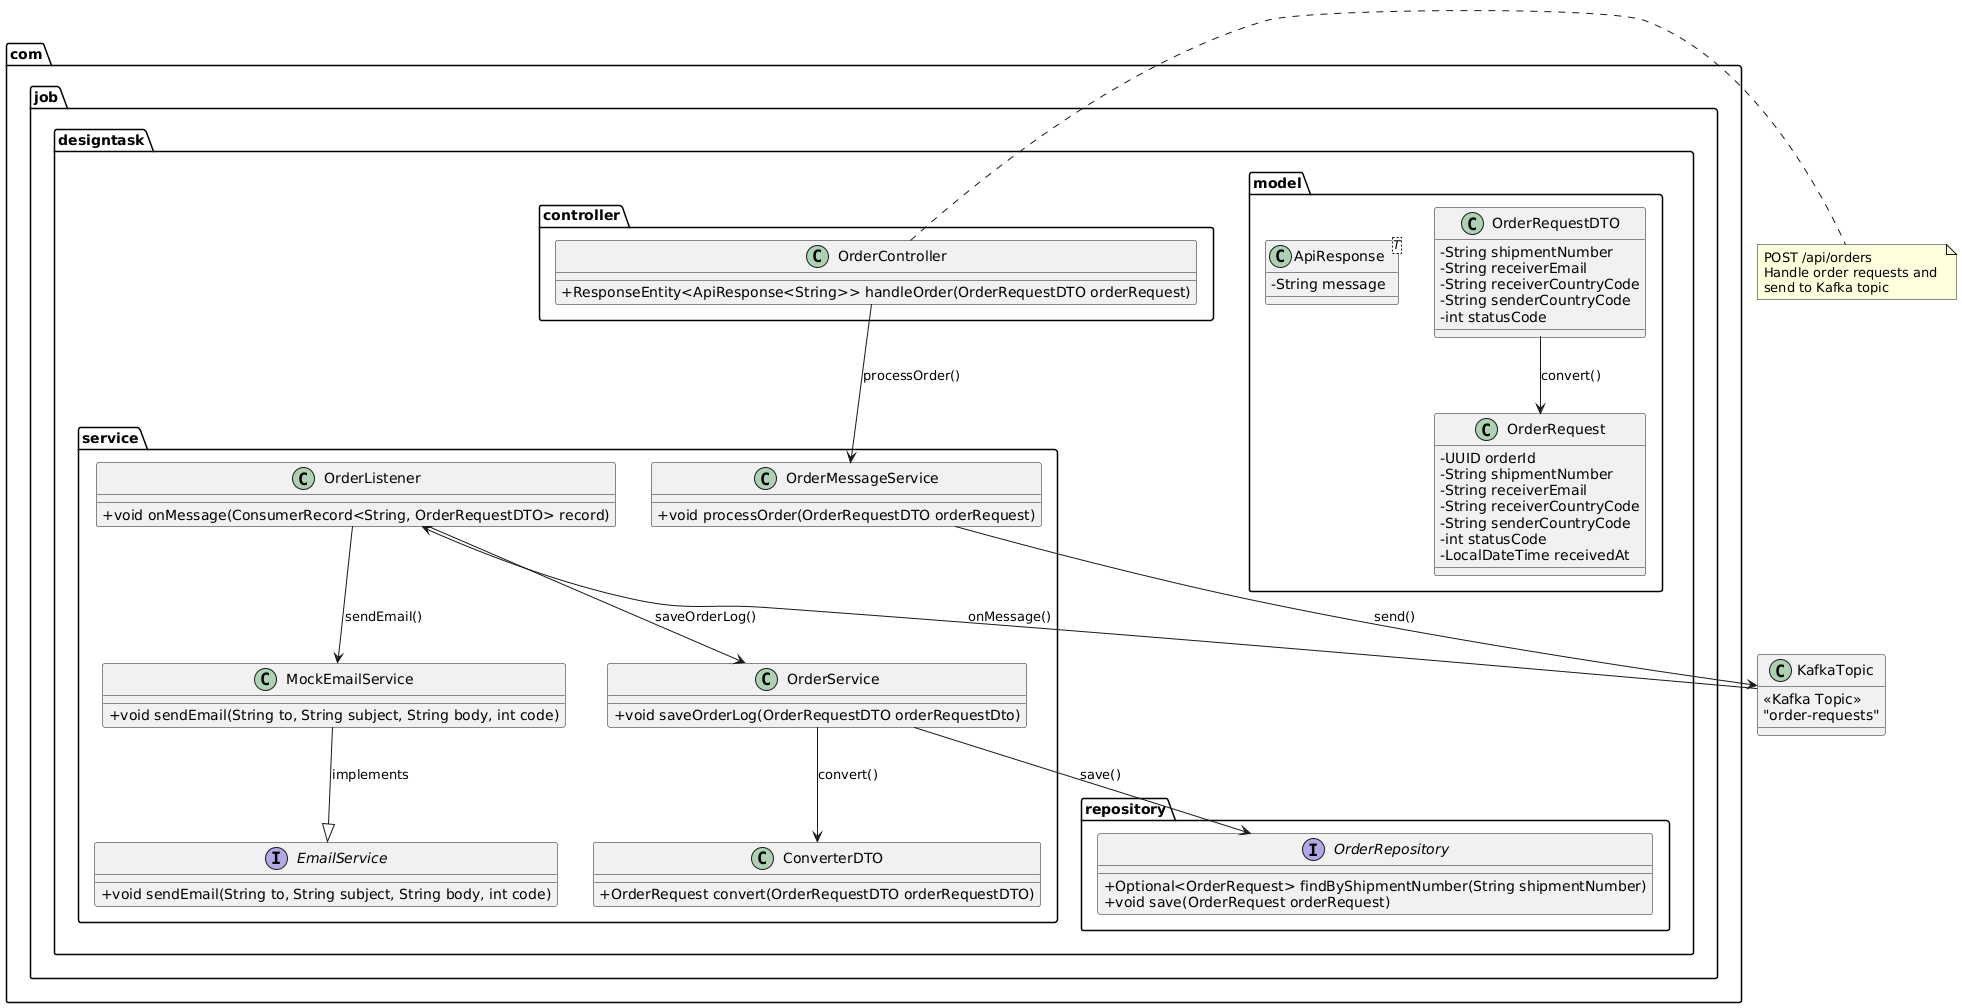 com
job
designtask
model
controller
C OrderController
+ResponseEntity<ApiResponse<String>> handleOrder(OrderRequestDTO orderRequest)
C ApiResponse T
-String message
C OrderRequestDTO
-String shipmentNumber
-String receiverEmail
-String receiverCountryCode
-String senderCountryCode
-int statusCode
POST /api/orders
Handle order requests and
send to Kafka topic
processOrder()
convert()
C OrderRequest
-UUID orderId
-String shipmentNumber
-String receiverEmail
-String receiverCountryCode
-String senderCountryCode
-int statusCode
-LocalDateTime receivedAt
service
C OrderListener
+void onMessage(ConsumerRecord<String, OrderRequestDTO> record)
C OrderMessageService
+void processOrder(OrderRequestDTO orderRequest)
sendEmail()
saveOrderLog()
onMessage()
send()
C MockEmailService
+void sendEmail(String to, String subject, String body, int code)
C OrderService
+void saveOrderLog(OrderRequestDTO orderRequestDto)
C KafkaTopic
«Kafka Topic»
"order-requests"
implements
convert()
save()
repository
I EmailService
+void sendEmail(String to, String subject, String body, int code)
C ConverterDTO
+OrderRequest convert(OrderRequestDTO orderRequestDTO)
I OrderRepository
+Optional<OrderRequest> findByShipmentNumber(String shipmentNumber)
+void save(OrderRequest orderRequest)